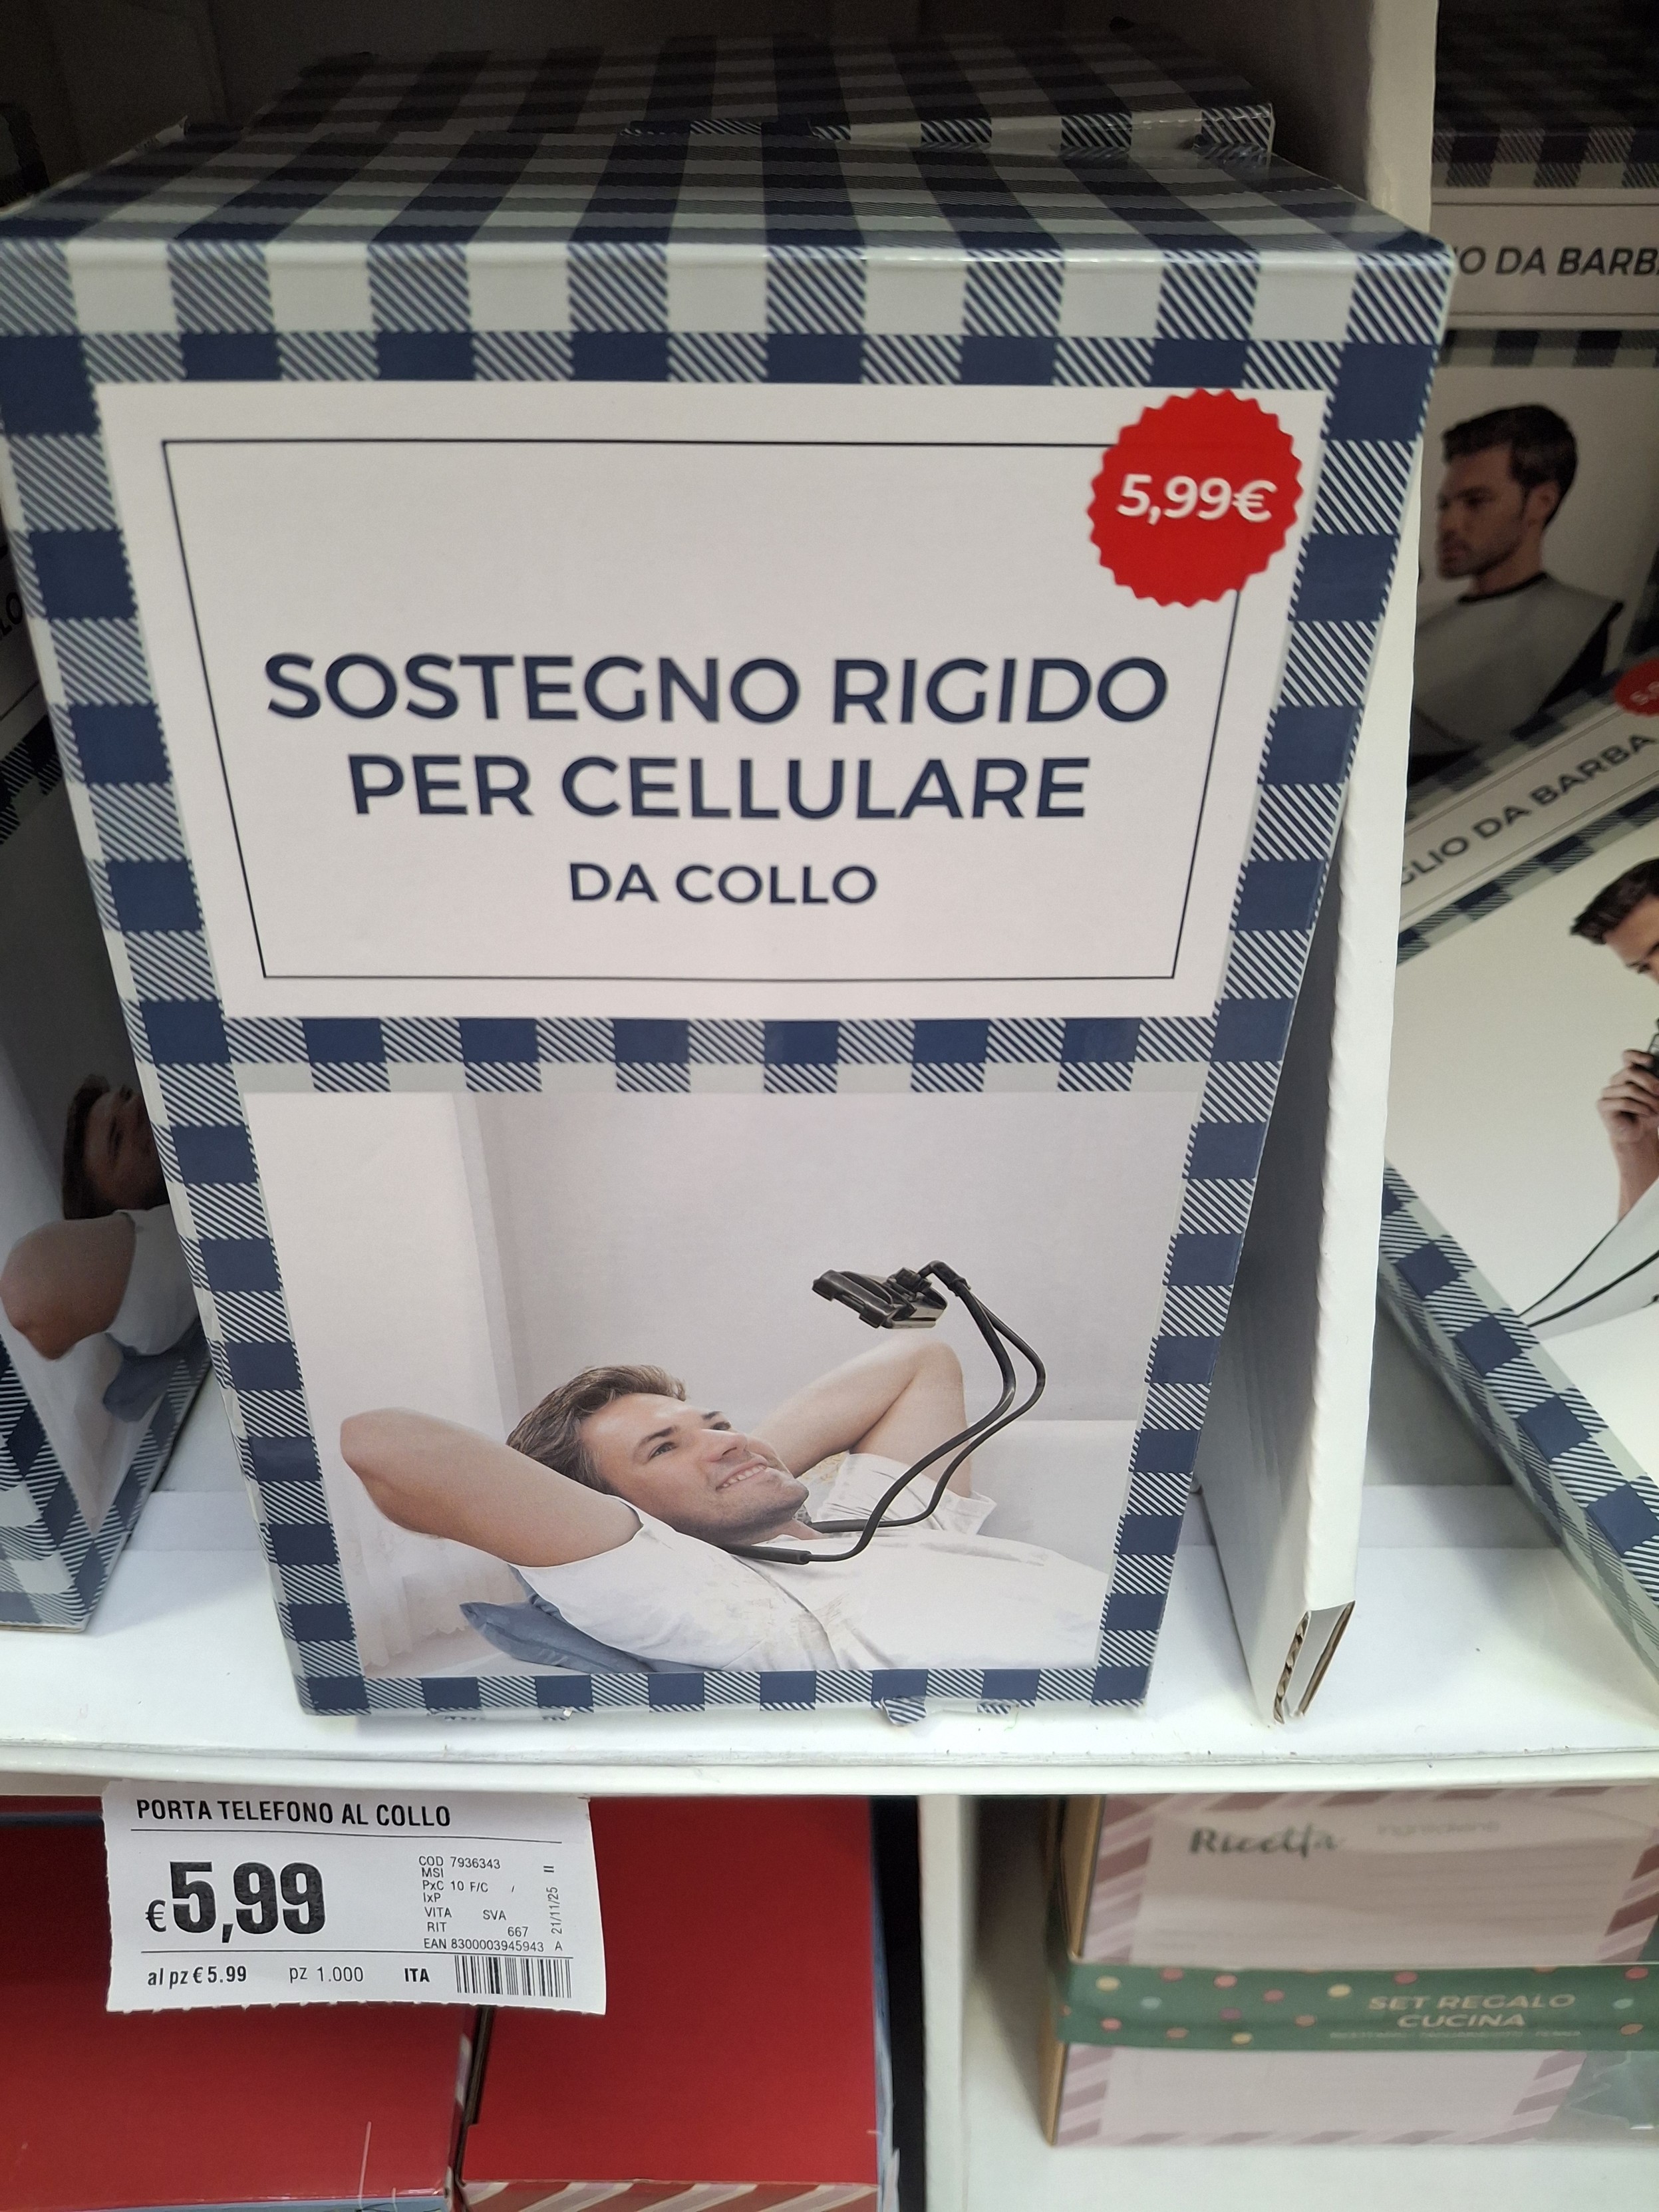 5,99€
SOSTEGNO RIGIDO
PER CELLULARE
DA COLLO
O DA BARB
GLIO DA BARBA
PORTA TELEFONO AL COLLO
€5,99
COD 7936343
MSI
PxC 10 F/C /
IxP
VITA SVA
RIT 667
EAN 8300003945943 A
21/11/25 II
al pz € 5.99 pz 1.000 ITA
Ricetta ingredienti
SET REGALO
CUCINA